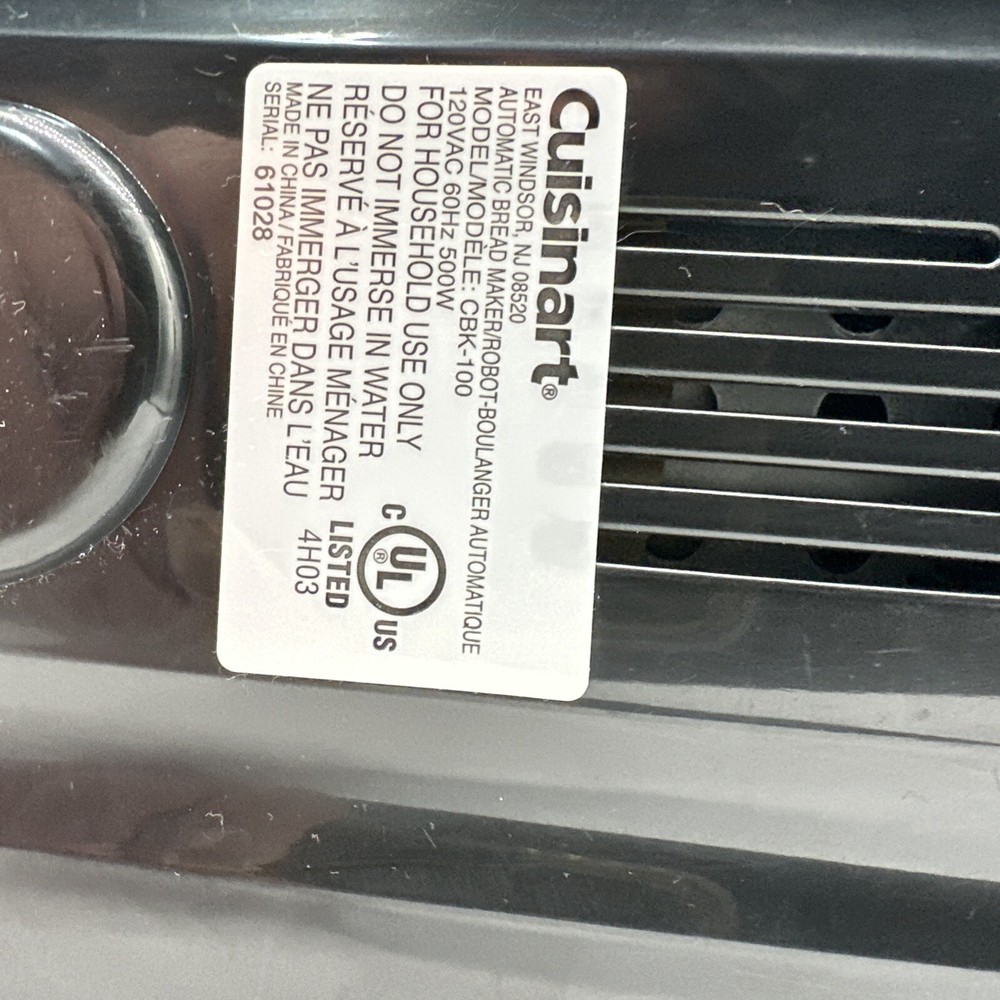 Cuisinart®
EAST WINDSOR, NJ 08520
AUTOMATIC BREAD MAKER/ROBOT-BOULANGER AUTOMATIQUE
MODEL/MODÈLE: CBK-100
120VAC 60Hz 500W
FOR HOUSEHOLD USE ONLY
DO NOT IMMERSE IN WATER
RÉSERVÉ À L'USAGE MÉNAGER
NE PAS IMMERGER DANS L'EAU
MADE IN CHINA / FABRIQUÉ EN CHINE
SERIAL: 61028
C UL® US
LISTED
4H03